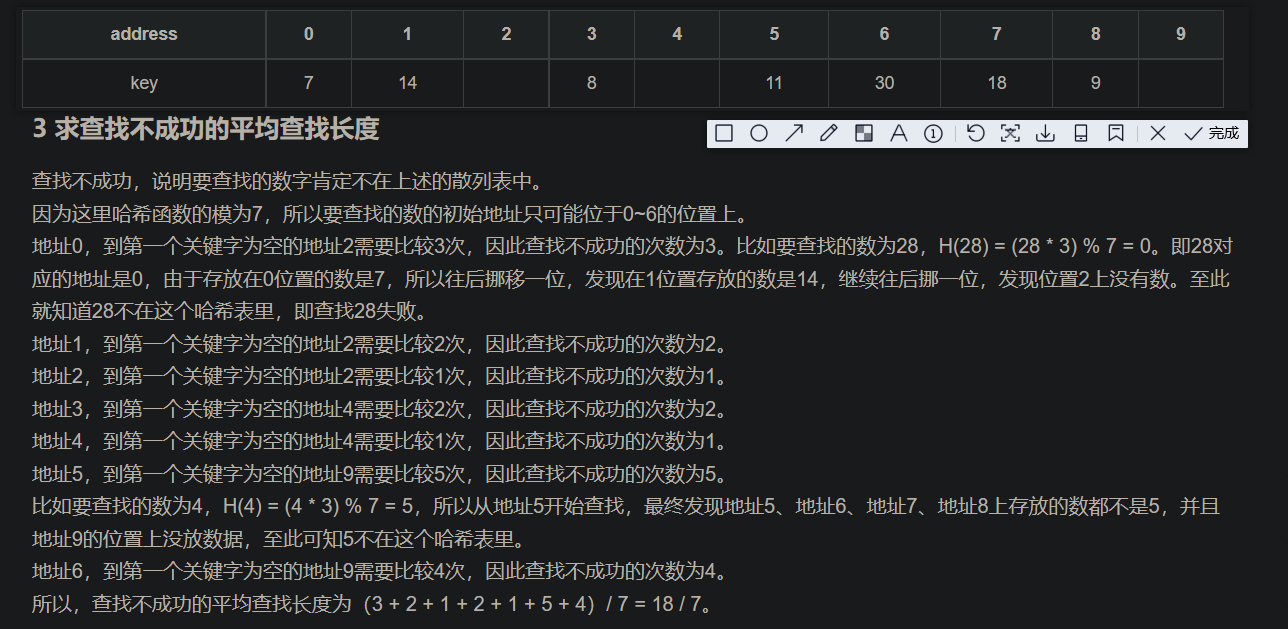 address 0 1 2 3 4 5 6 7 8 9
key 7 14 8 11 30 18 9
3 求查找不成功的平均查找长度
完成
查找不成功，说明要查找的数字肯定不在上述的散列表中。
因为这里哈希函数的模为7，所以要查找的数的初始地址只可能位于0~6的位置上。
地址0，到第一个关键字为空的地址2需要比较3次，因此查找不成功的次数为3。比如要查找的数为28，H(28) = (28 * 3) % 7 = 0。即28对
应的地址是0，由于存放在0位置的数是7，所以往后挪移一位，发现在1位置存放的数是14，继续往后挪一位，发现位置2上没有数。至此
就知道28不在这个哈希表里，即查找28失败。
地址1，到第一个关键字为空的地址2需要比较2次，因此查找不成功的次数为2。
地址2，到第一个关键字为空的地址2需要比较1次，因此查找不成功的次数为1。
地址3，到第一个关键字为空的地址4需要比较2次，因此查找不成功的次数为2。
地址4，到第一个关键字为空的地址4需要比较1次，因此查找不成功的次数为1。
地址5，到第一个关键字为空的地址9需要比较5次，因此查找不成功的次数为5。
比如要查找的数为4，H(4) = (4 * 3) % 7 = 5，所以从地址5开始查找，最终发现地址5、地址6、地址7、地址8上存放的数都不是5，并且
地址9的位置上没放数据，至此可知5不在这个哈希表里。
地址6，到第一个关键字为空的地址9需要比较4次，因此查找不成功的次数为4。
所以，查找不成功的平均查找长度为（3 + 2 + 1 + 2 + 1 + 5 + 4）/ 7 = 18 / 7。